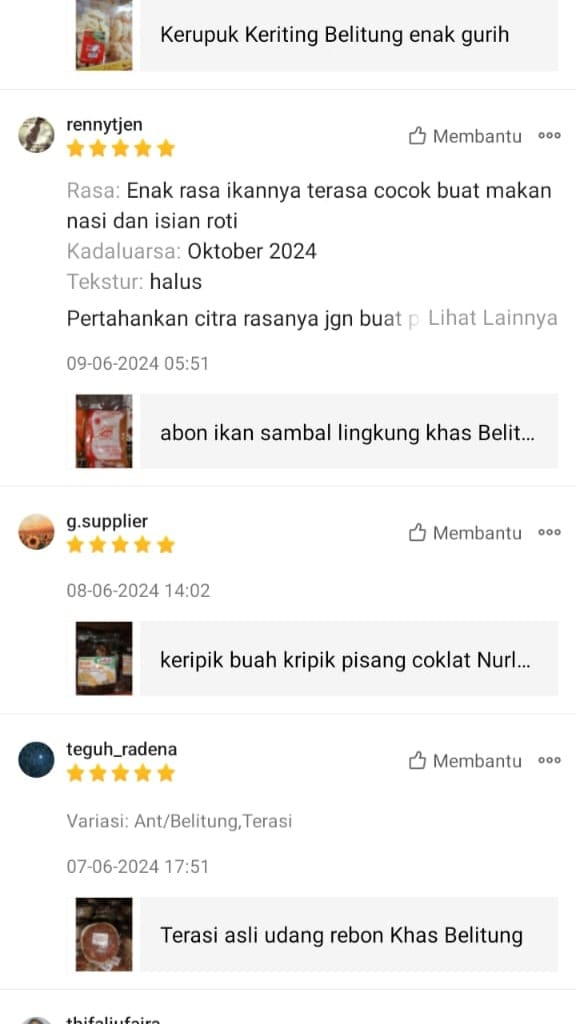 Kerupuk Keriting Belitung enak gurih
rennytjen
Membantu
Rasa: Enak rasa ikannya terasa cocok buat makan
nasi dan isian roti
Kadaluarsa: Oktober 2024
Tekstur: halus
Pertahankan citra rasanya jgn buat p Lihat Lainnya
09-06-2024 05:51
abon ikan sambal lingkung khas Belit...
g.supplier
Membantu
08-06-2024 14:02
keripik buah kripik pisang coklat Nurl...
teguh_radena
Membantu
Variasi: Ant/Belitung,Terasi
07-06-2024 17:51
Terasi asli udang rebon Khas Belitung